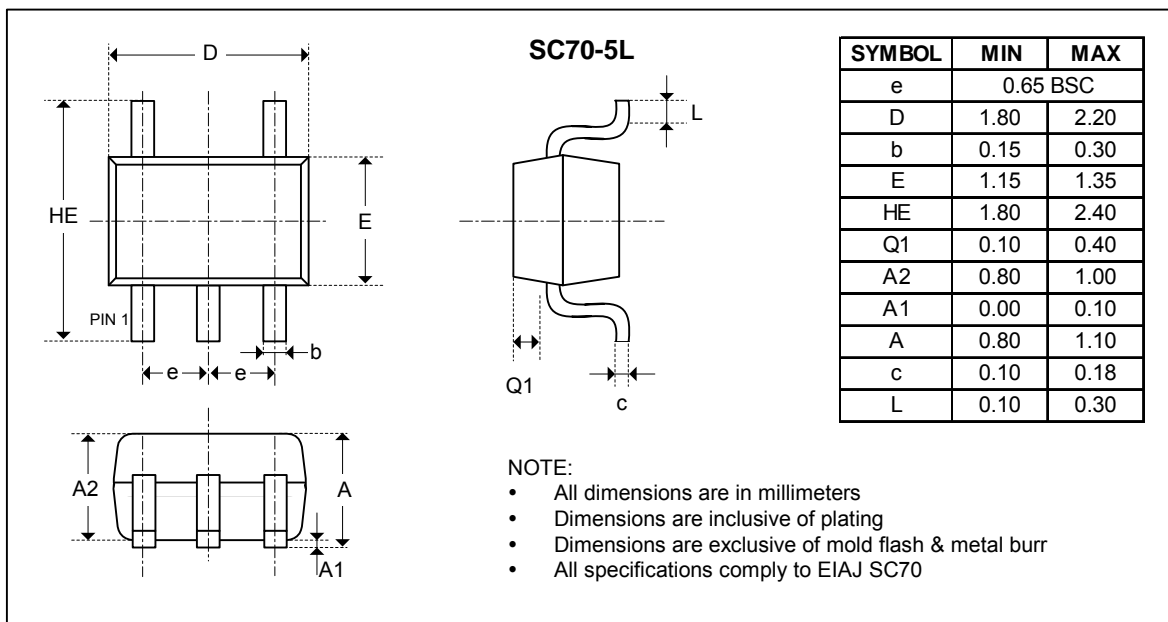 SC70-5L
D
HE
E
PIN 1
b
e
e
L
Q1
c
A2
A
A1
SYMBOL MIN MAX
e 0.65 BSC
D 1.80 2.20
b 0.15 0.30
E 1.15 1.35
HE 1.80 2.40
Q1 0.10 0.40
A2 0.80 1.00
A1 0.00 0.10
A 0.80 1.10
c 0.10 0.18
L 0.10 0.30
NOTE:
• All dimensions are in millimeters
• Dimensions are inclusive of plating
• Dimensions are exclusive of mold flash & metal burr
• All specifications comply to EIAJ SC70